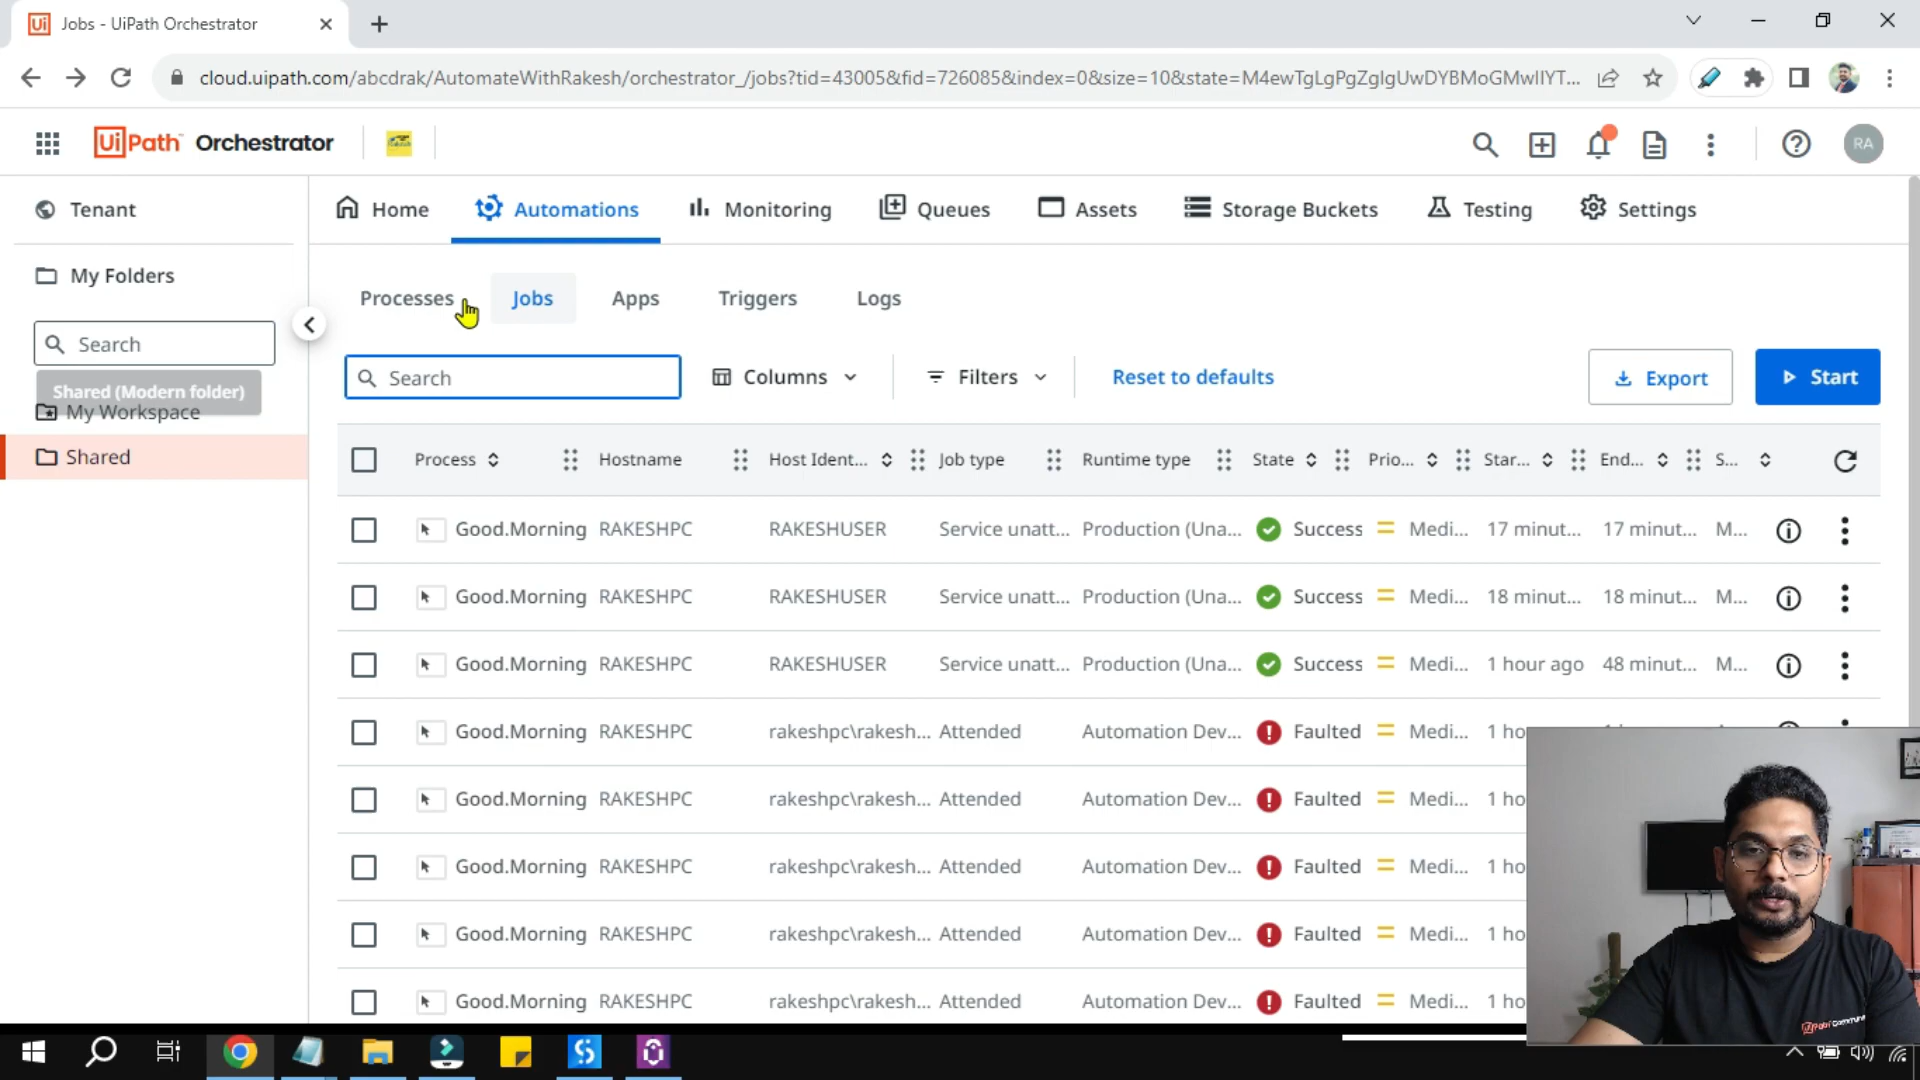 Jobs - UiPath Orchestrator
cloud.uipath.com/abcdrak/AutomateWithRakesh/orchestrator_/jobs?tid=43005&fid=726085&index=0&size=10&state=M4ewTgLgPgZglgUwDYBMoGMwIIYT...
UiPath Orchestrator
RA
Tenant
Home
Automations
Monitoring
Queues
Assets
Storage Buckets
Testing
Settings
My Folders
Search
Shared (Modern folder)
My Workspace
Shared
Processes
Jobs
Apps
Triggers
Logs
Search
Columns
Filters
Reset to defaults
Export
Start
Process Hostname Host Ident... Job type Runtime type State Prio... Star... End... S...
Good.Morning RAKESHPC RAKESHUSER Service unatt... Production (Una... Success Medi... 17 minut... 17 minut... M...
Good.Morning RAKESHPC RAKESHUSER Service unatt... Production (Una... Success Medi... 18 minut... 18 minut... M...
Good.Morning RAKESHPC RAKESHUSER Service unatt... Production (Una... Success Medi... 1 hour ago 48 minut... M...
Good.Morning RAKESHPC rakeshpc\rakesh... Attended Automation Dev... Faulted Medi... 1 ho
Good.Morning RAKESHPC rakeshpc\rakesh... Attended Automation Dev... Faulted Medi... 1 ho
Good.Morning RAKESHPC rakeshpc\rakesh... Attended Automation Dev... Faulted Medi... 1 ho
Good.Morning RAKESHPC rakeshpc\rakesh... Attended Automation Dev... Faulted Medi... 1 ho
Good.Morning RAKESHPC rakeshpc\rakesh... Attended Automation Dev... Faulted Medi... 1 ho